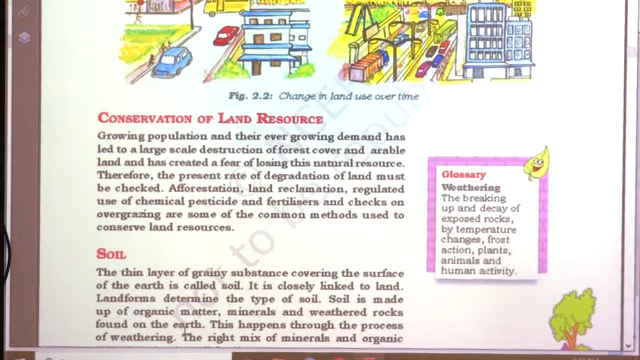 Fig. 2.2: Change in land use over time
CONSERVATION OF LAND RESOURCE
Growing population and their ever growing demand has
led to a large scale destruction of forest cover and arable
land and has created a fear of losing this natural resource.
Therefore, the present rate of degradation of land must
be checked. Afforestation, land reclamation, regulated
use of chemical pesticide and fertilisers and checks on
overgrazing are some of the common methods used to
conserve land resources.
SOIL
The thin layer of grainy substance covering the surface
of the earth is called soil. It is closely linked to land.
Landforms determine the type of soil. Soil is made
up of organic matter, minerals and weathered rocks
found on the earth. This happens through the process
of weathering. The right mix of minerals and organic
Glossary
Weathering
The breaking
up and decay of
exposed rocks,
by temperature
changes, frost
action, plants,
animals and
human activity.